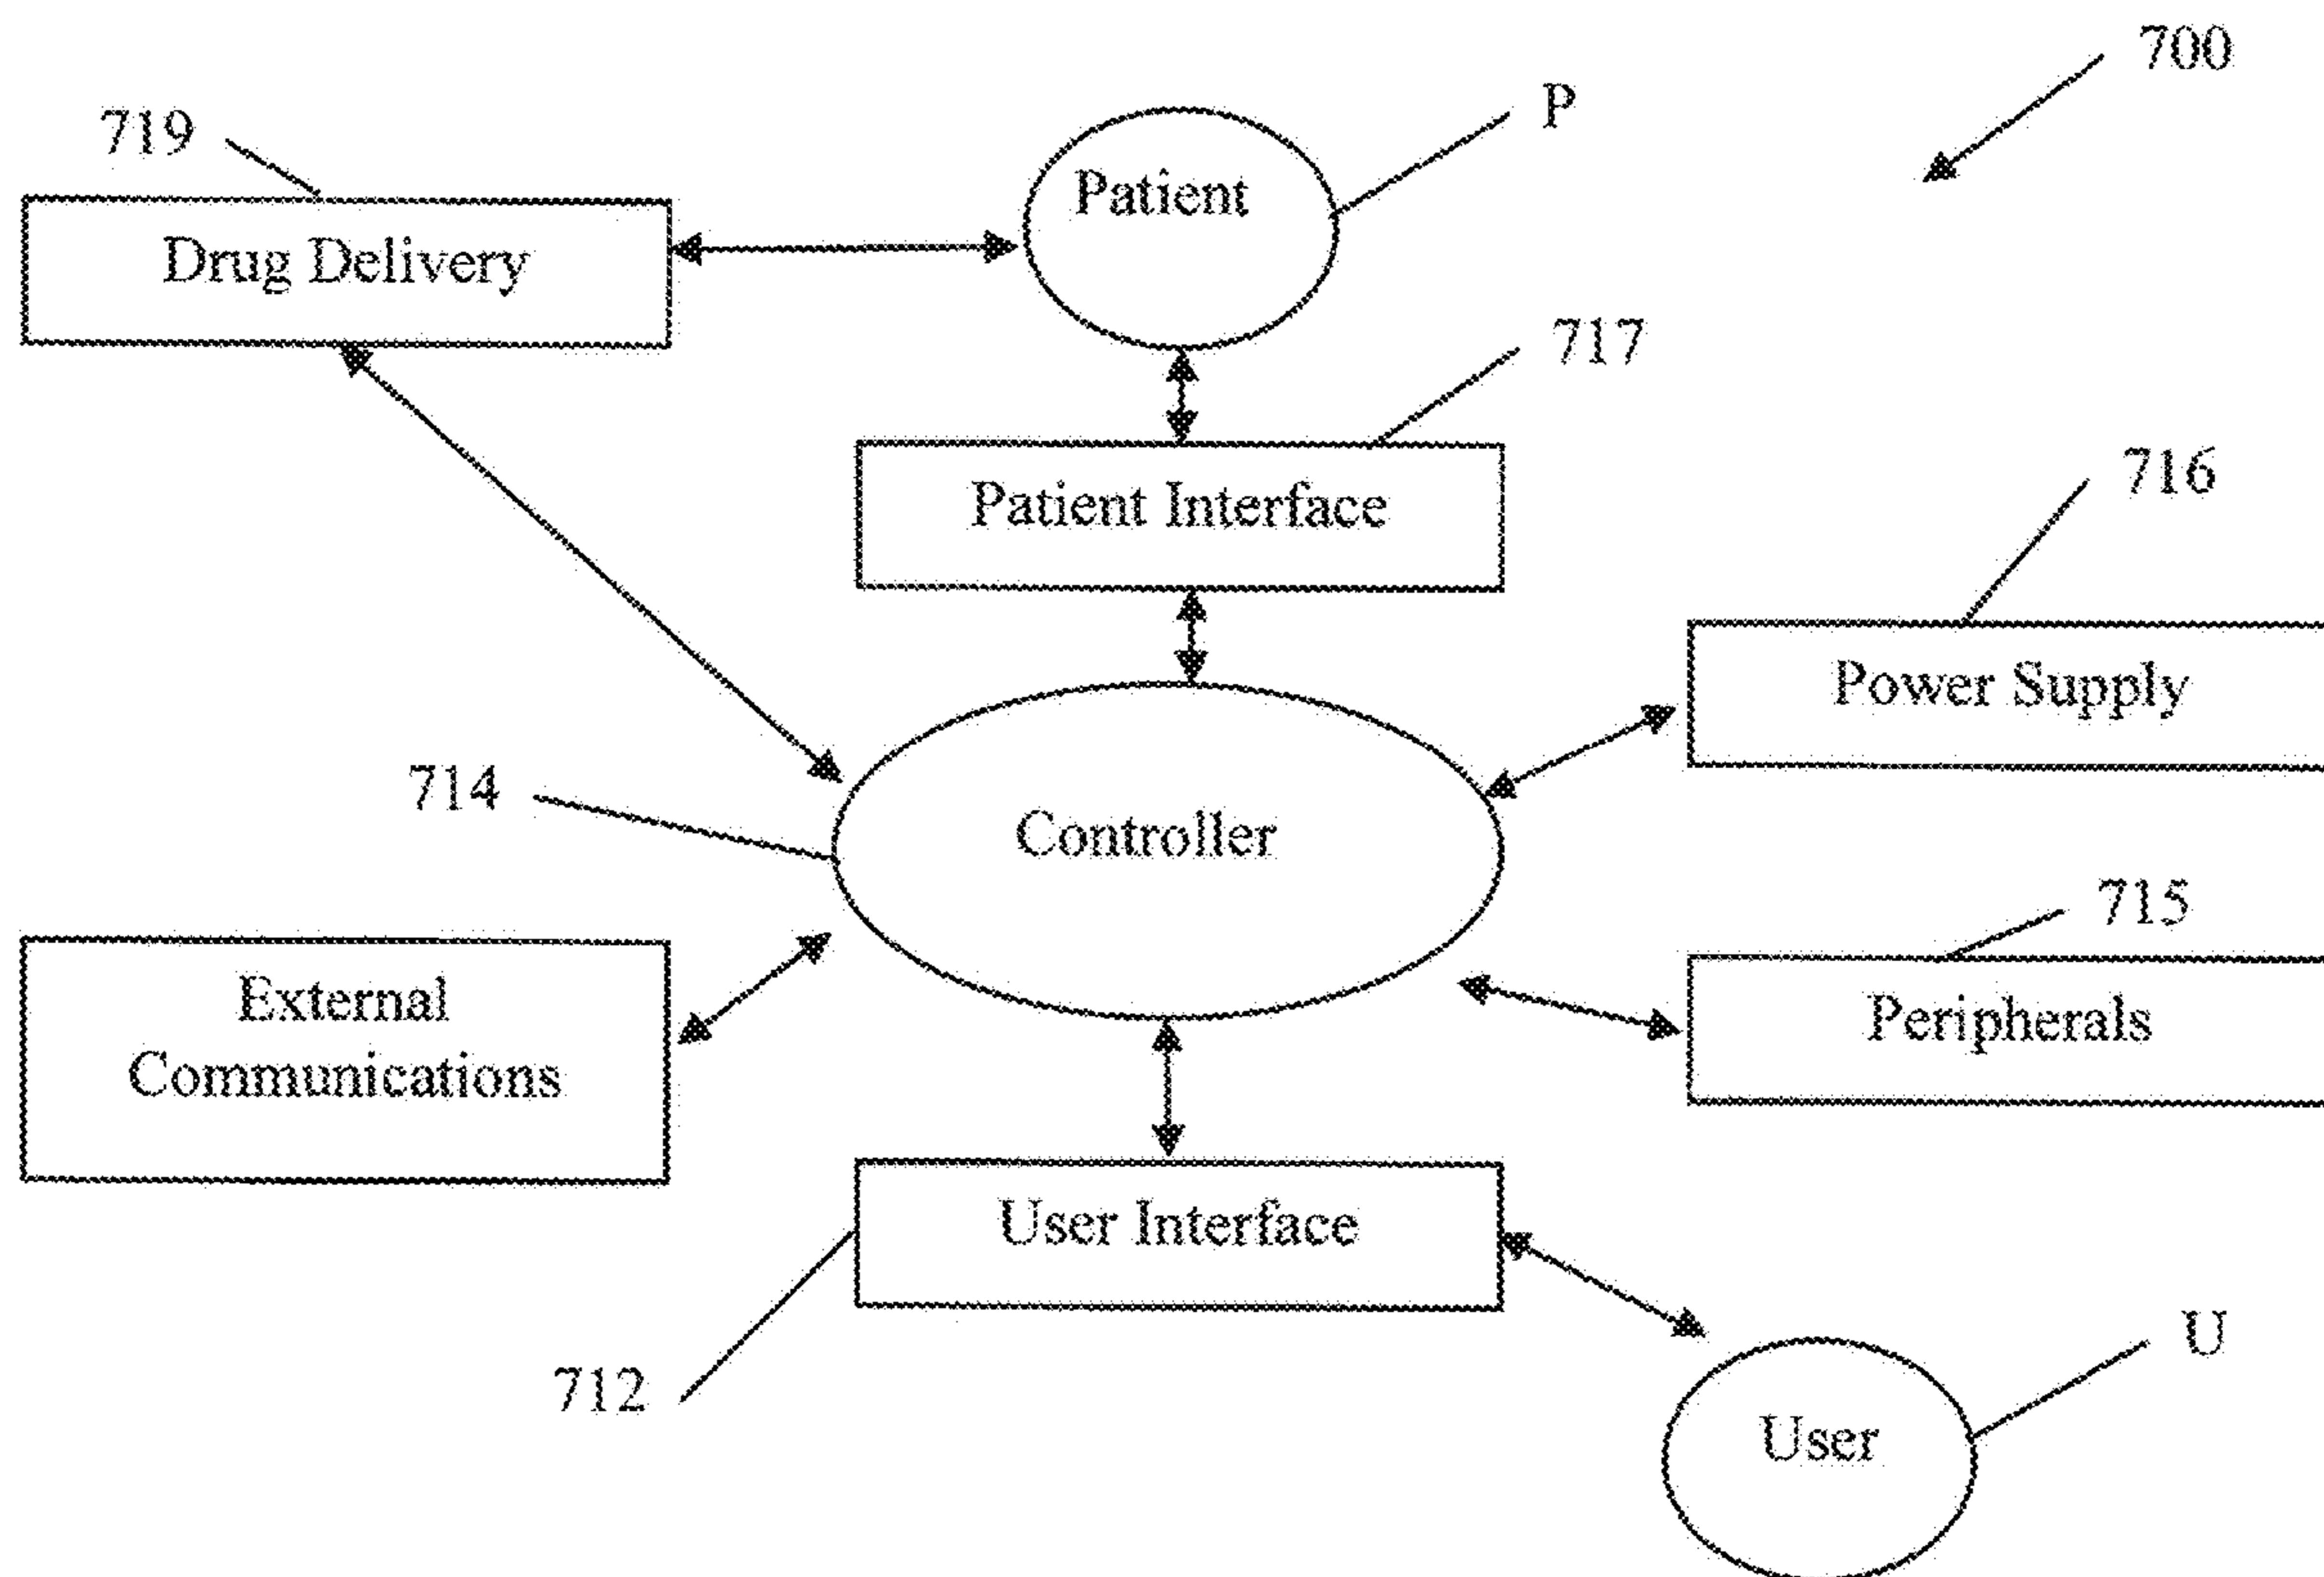 700
P
719
Patient
Drug Delivery
717
Patient Interface
716
Power Supply
714
Controller
715
External
Communications
Peripherals
User Interface
712
U
User